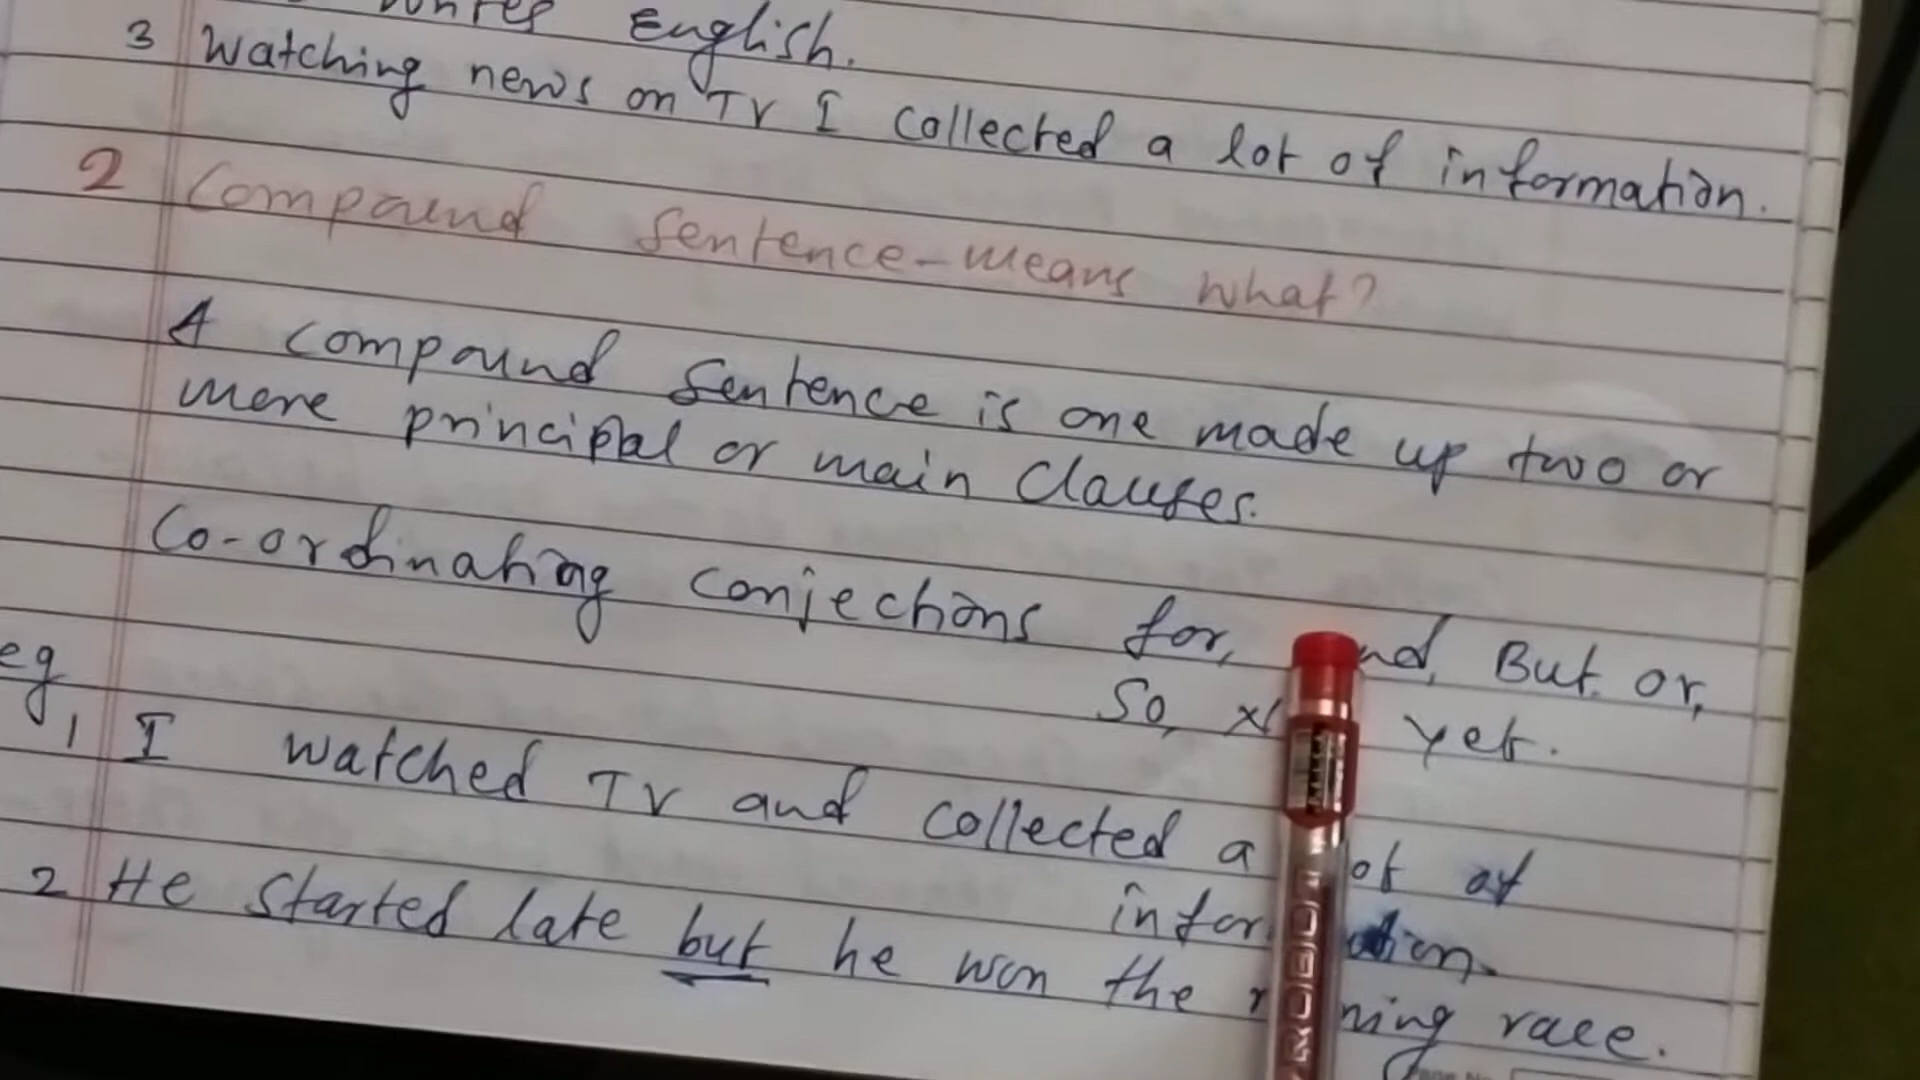 English.
3 Watching news on TV I collected a lot of information.
2 Compound Sentence-means what?
A compound Sentence is one made up two or
more principal or main Clauses.
Co-ordinating conjections for, and, But or,
So, yet.
eg
1 I watched TV and collected a lot of
information.
2 He started late but he won the race.